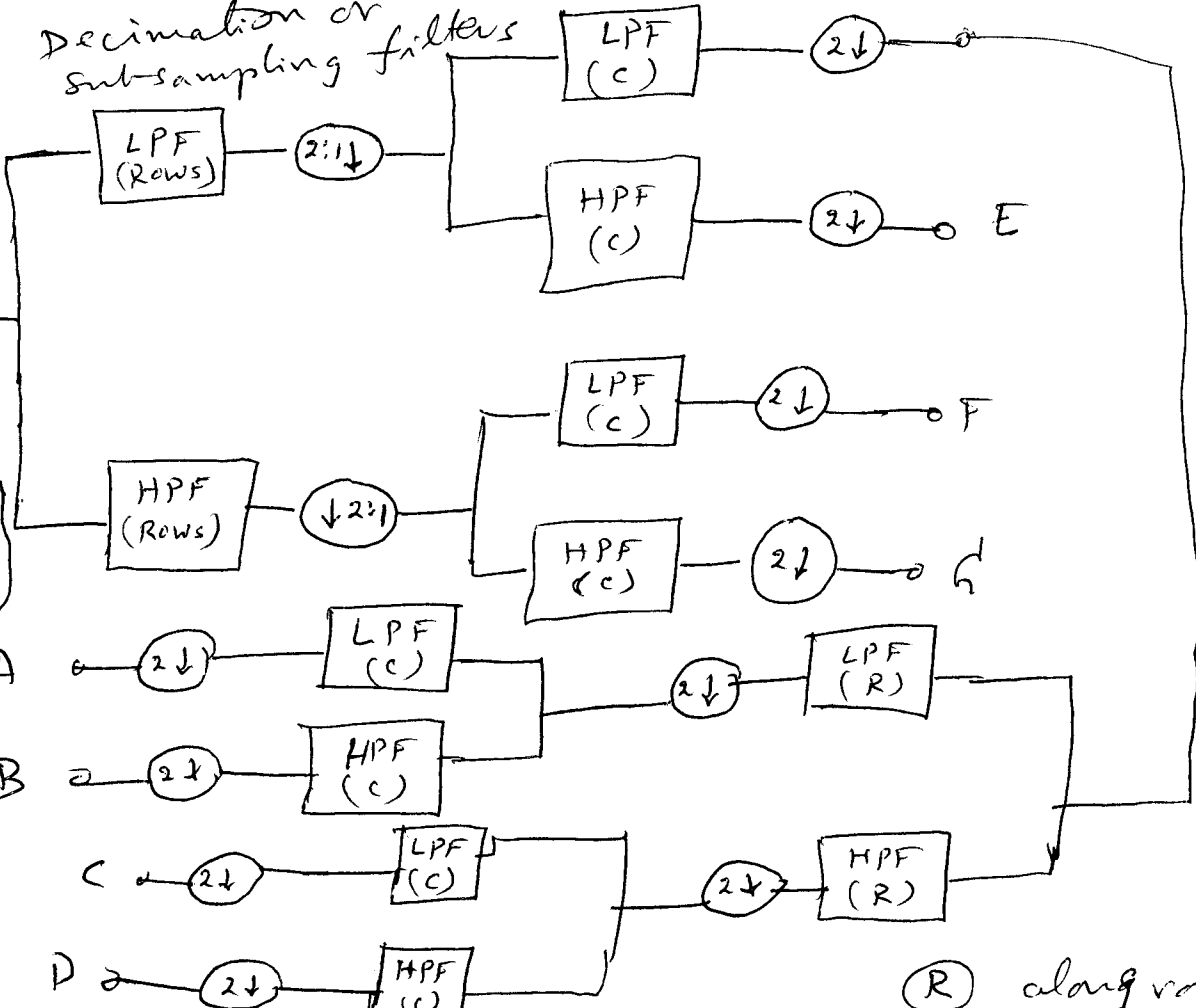 Decimation or
sub-sampling filters
LPF
(C)
2↓
LPF
(Rows)
2:1↓
HPF
(C)
2↓
E
LPF
(C)
2↓
F
HPF
(Rows)
↓2:1
HPF
(C)
2↓
G
A
2↓
LPF
(C)
2↓
LPF
(R)
B
2↓
HPF
(C)
C
2↓
LPF
(C)
2↓
HPF
(R)
D
2↓
HPF
(C)
R along